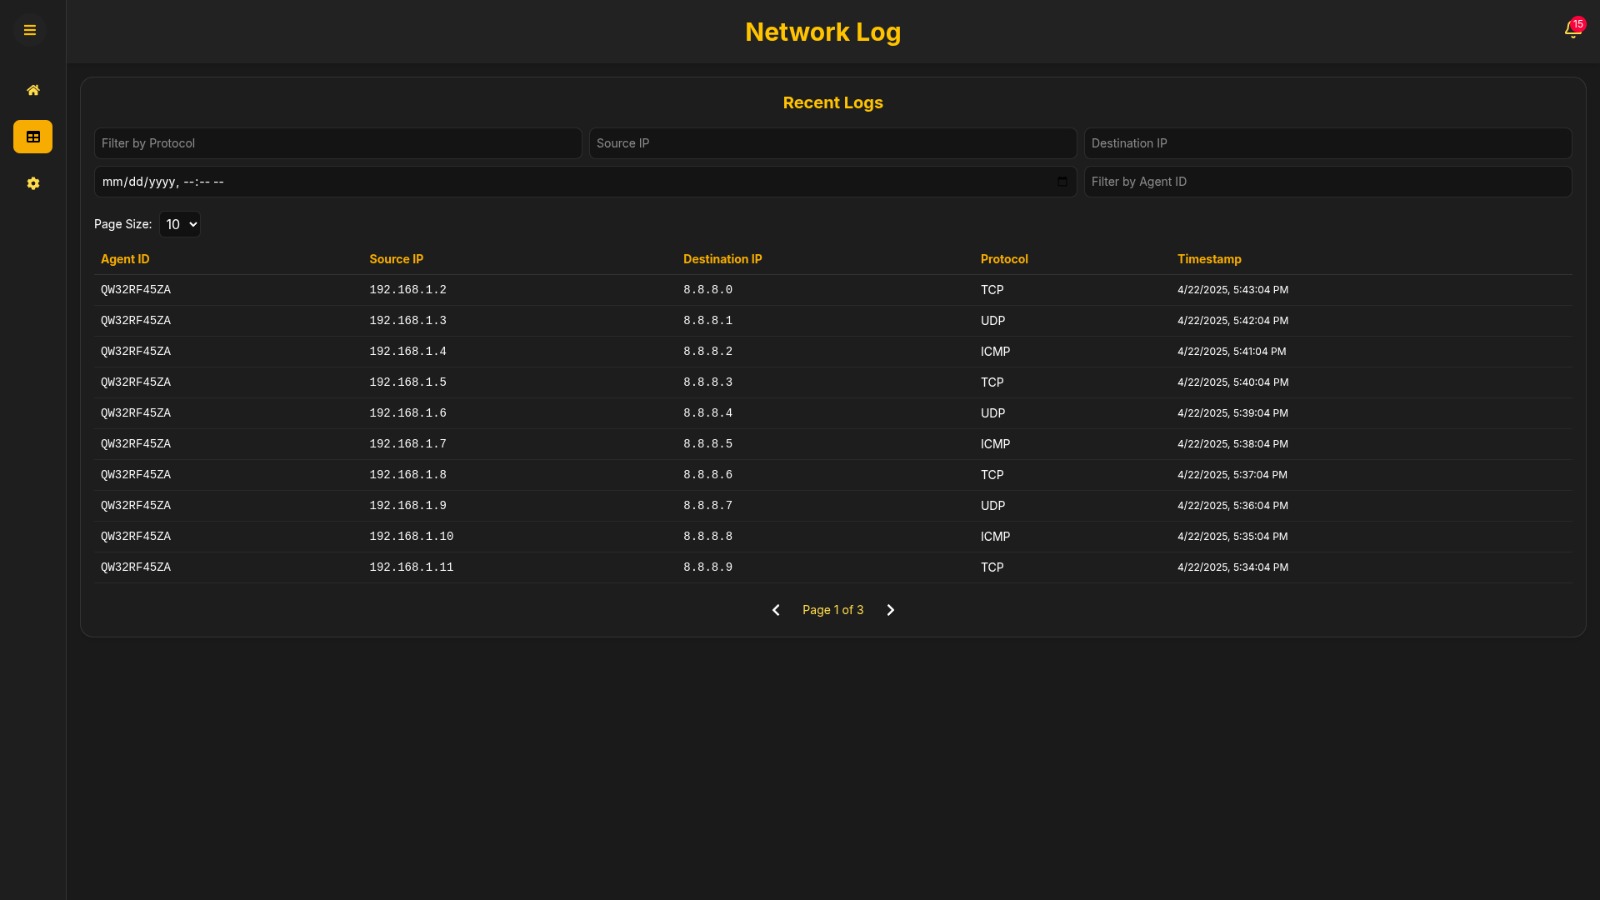 Network Log
15
Recent Logs
Filter by Protocol Source IP Destination IP
mm/dd/yyyy, --:-- -- Filter by Agent ID
Page Size: 10
Agent ID Source IP Destination IP Protocol Timestamp
QW32RF45ZA 192.168.1.2 8.8.8.0 TCP 4/22/2025, 5:43:04 PM
QW32RF45ZA 192.168.1.3 8.8.8.1 UDP 4/22/2025, 5:42:04 PM
QW32RF45ZA 192.168.1.4 8.8.8.2 ICMP 4/22/2025, 5:41:04 PM
QW32RF45ZA 192.168.1.5 8.8.8.3 TCP 4/22/2025, 5:40:04 PM
QW32RF45ZA 192.168.1.6 8.8.8.4 UDP 4/22/2025, 5:39:04 PM
QW32RF45ZA 192.168.1.7 8.8.8.5 ICMP 4/22/2025, 5:38:04 PM
QW32RF45ZA 192.168.1.8 8.8.8.6 TCP 4/22/2025, 5:37:04 PM
QW32RF45ZA 192.168.1.9 8.8.8.7 UDP 4/22/2025, 5:36:04 PM
QW32RF45ZA 192.168.1.10 8.8.8.8 ICMP 4/22/2025, 5:35:04 PM
QW32RF45ZA 192.168.1.11 8.8.8.9 TCP 4/22/2025, 5:34:04 PM
Page 1 of 3